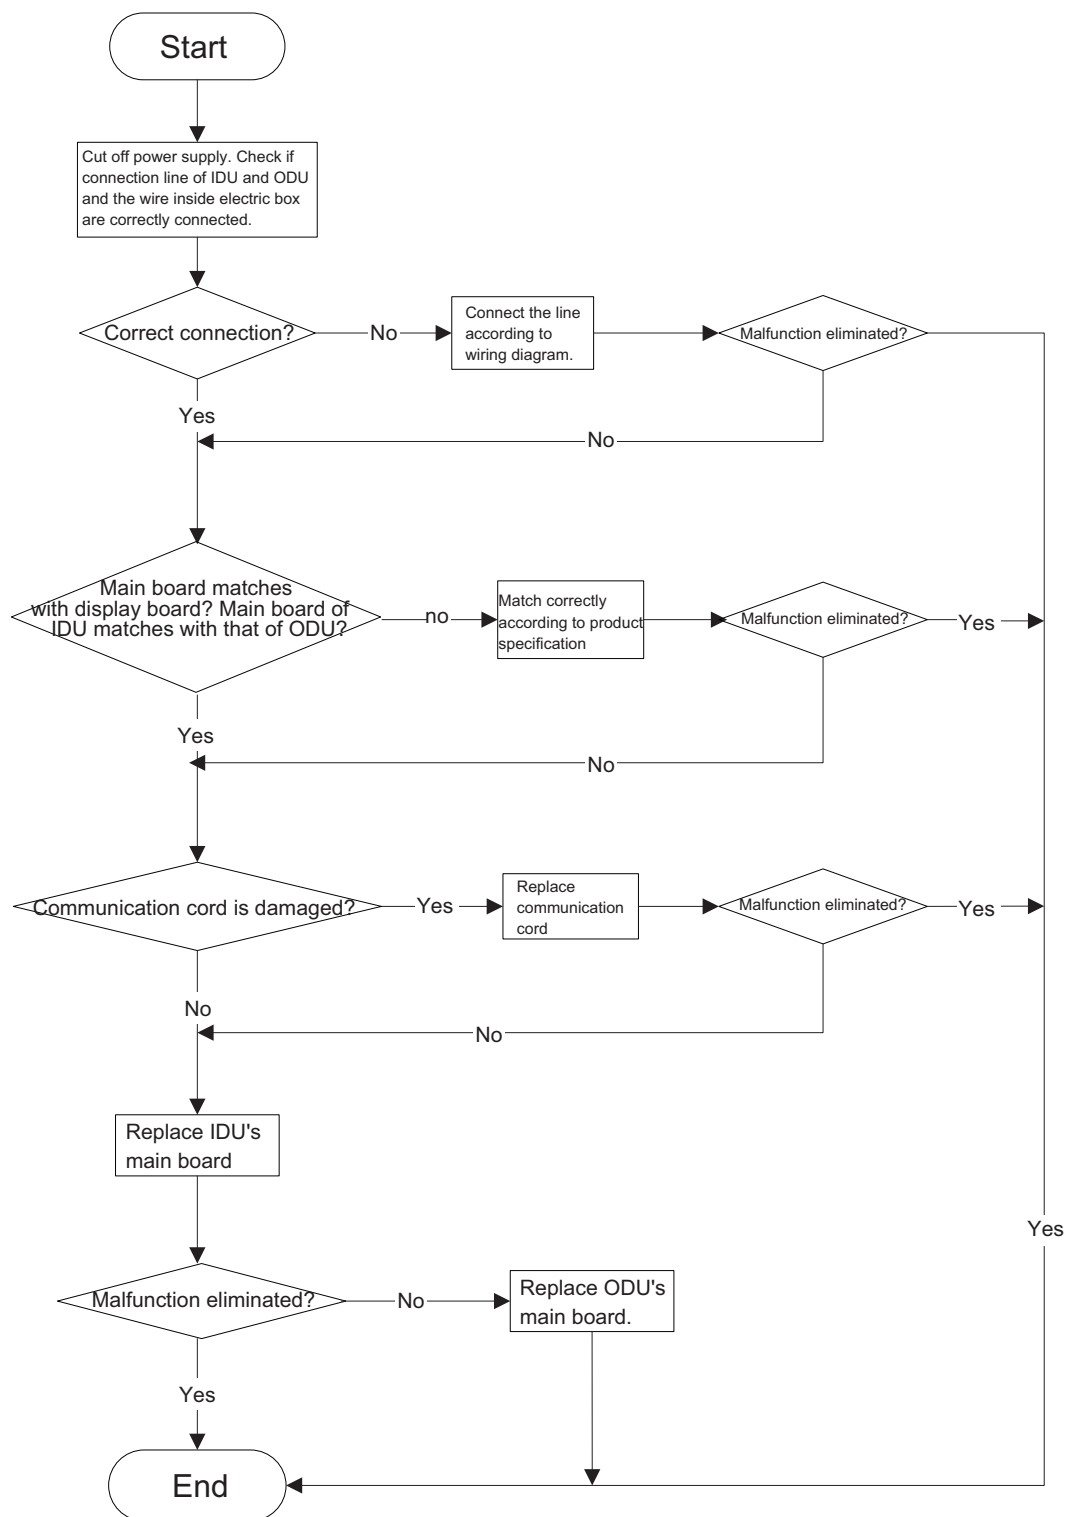 Start
Cut off power supply. Check if
connection line of IDU and ODU
and the wire inside electric box
are correctly connected.
Correct connection?
No
Connect the line
according to
wiring diagram.
Malfunction eliminated?
Yes
No
Main board matches
with display board? Main board of
IDU matches with that of ODU?
no
Match correctly
according to product
specification
Malfunction eliminated?
Yes
Yes
No
Communication cord is damaged?
Yes
Replace
communication
cord
Malfunction eliminated?
Yes
No
No
Replace IDU's
main board
Yes
Malfunction eliminated?
No
Replace ODU's
main board.
Yes
End